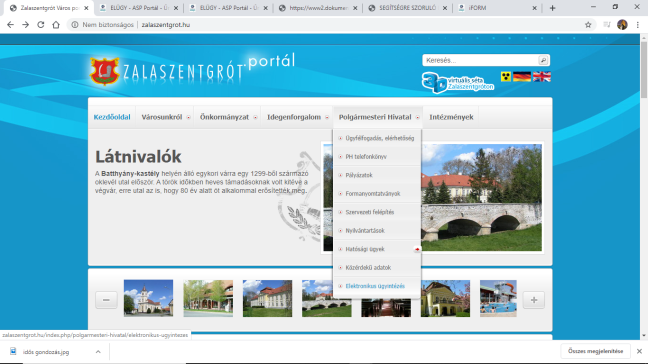 Zalaszentgrót Város po
ELÜGY - ASP Portál - Ü
ELÜGY - ASP Portál - Ü
https://www2.dokume
SEGÍTSÉGRE SZORULÓ
iFORM
Nem biztonságos | zalaszentgrot.hu
ZALASZENTGRÓT.portál
Keresés...
3D virtuális séta
Zalaszentgróton
Kezdőoldal
Városunkról
Önkormányzat
Idegenforgalom
Polgármesteri Hivatal
Intézmények
Látnivalók
A Batthyány-kastély helyén álló egykori várra egy 1299-ből származó
oklevél utal először. A török időkben heves támadásoknak volt kitéve a
végvár, erre utal az is, hogy 80 év alatt öt alkalommal erősítették meg.
Ügyfélfogadás, elérhetőség
PH telefonkönyv
Pályázatok
Formanyomtatványok
Szervezeti felépítés
Nyilvántartások
Hatósági ügyek
Közérdekű adatok
Elektronikus ügyintézés
zalaszentgrot.hu/index.php/polgarmesteri-hivatal/elektronikus-ugyintezes
idős gondozás.jpg
Összes megjelenítése